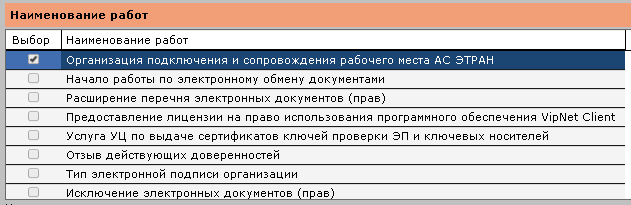 Наименование работ
Выбор Наименование работ
Организация подключения и сопровождения рабочего места АС ЭТРАН
Начало работы по электронному обмену документами
Расширение перечня электронных документов (прав)
Предоставление лицензии на право использования программного обеспечения VipNet Client
Услуга УЦ по выдаче сертификатов ключей проверки ЭП и ключевых носителей
Отзыв действующих доверенностей
Тип электронной подписи организации
Исключение электронных документов (прав)